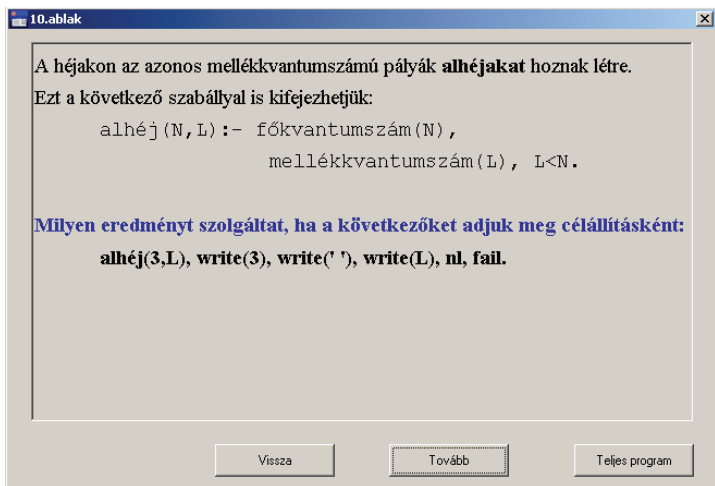 10.ablak
A héjakon az azonos mellékkvantumszámú pályák alhéjakat hoznak létre.
Ezt a következő szabállyal is kifejezhetjük:
alhéj(N,L):- főkvantumszám(N),
mellékkvantumszám(L), L<N.
Milyen eredményt szolgáltat, ha a következőket adjuk meg célállításként:
alhéj(3,L), write(3), write(' '), write(L), nl, fail.
Vissza Tovább Teljes program